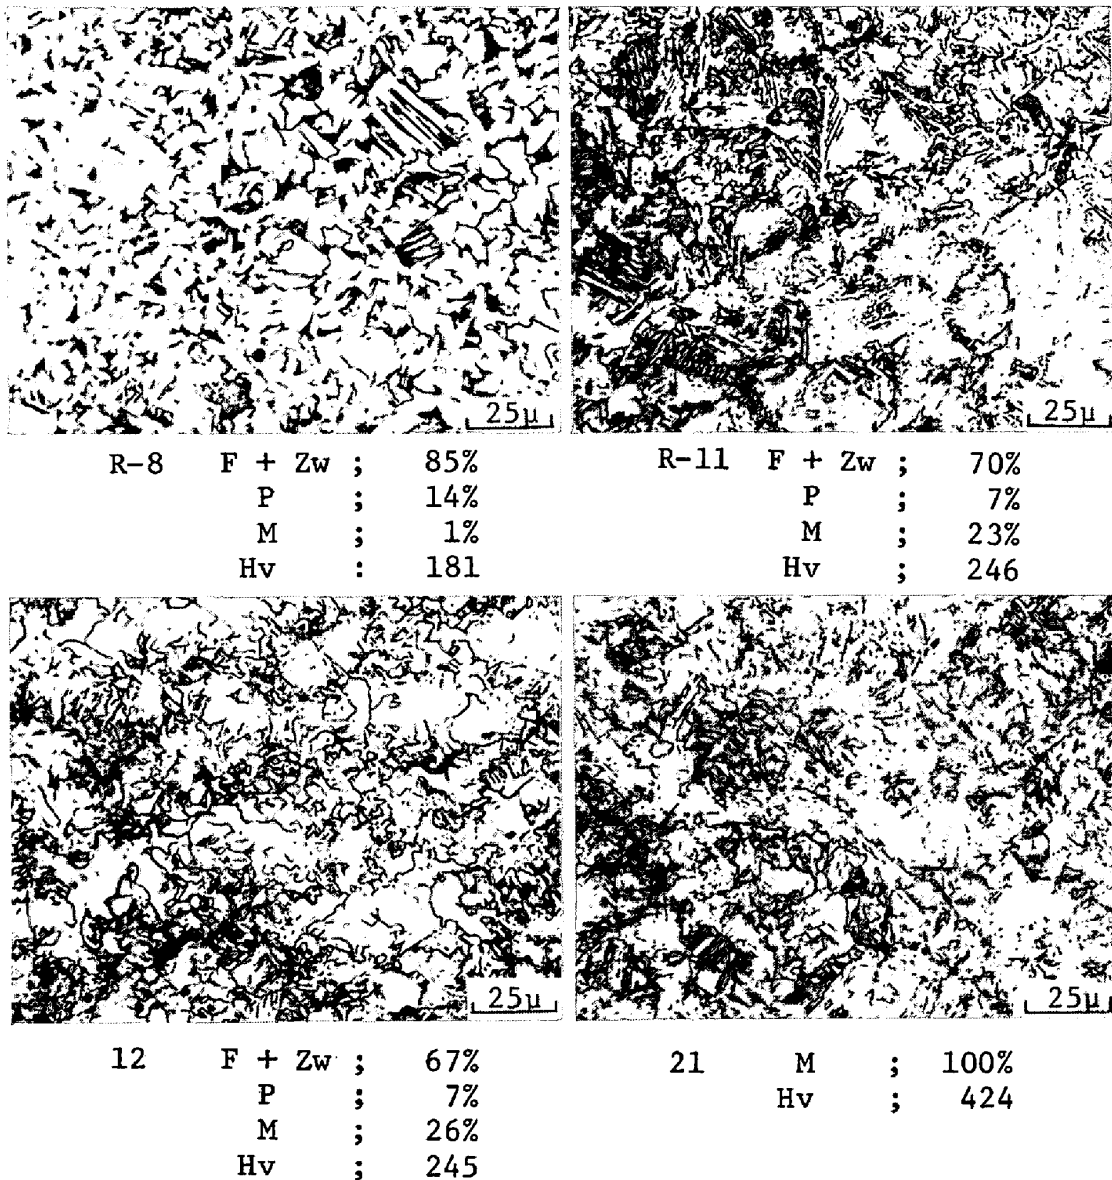 25μ
25μ
R-8 F + Zw ; 85%
P ; 14%
M ; 1%
Hv : 181
R-11 F + Zw ; 70%
P ; 7%
M ; 23%
Hv ; 246
25μ
25μ
12 F + Zw ; 67%
P ; 7%
M ; 26%
Hv ; 245
21 M ; 100%
Hv ; 424